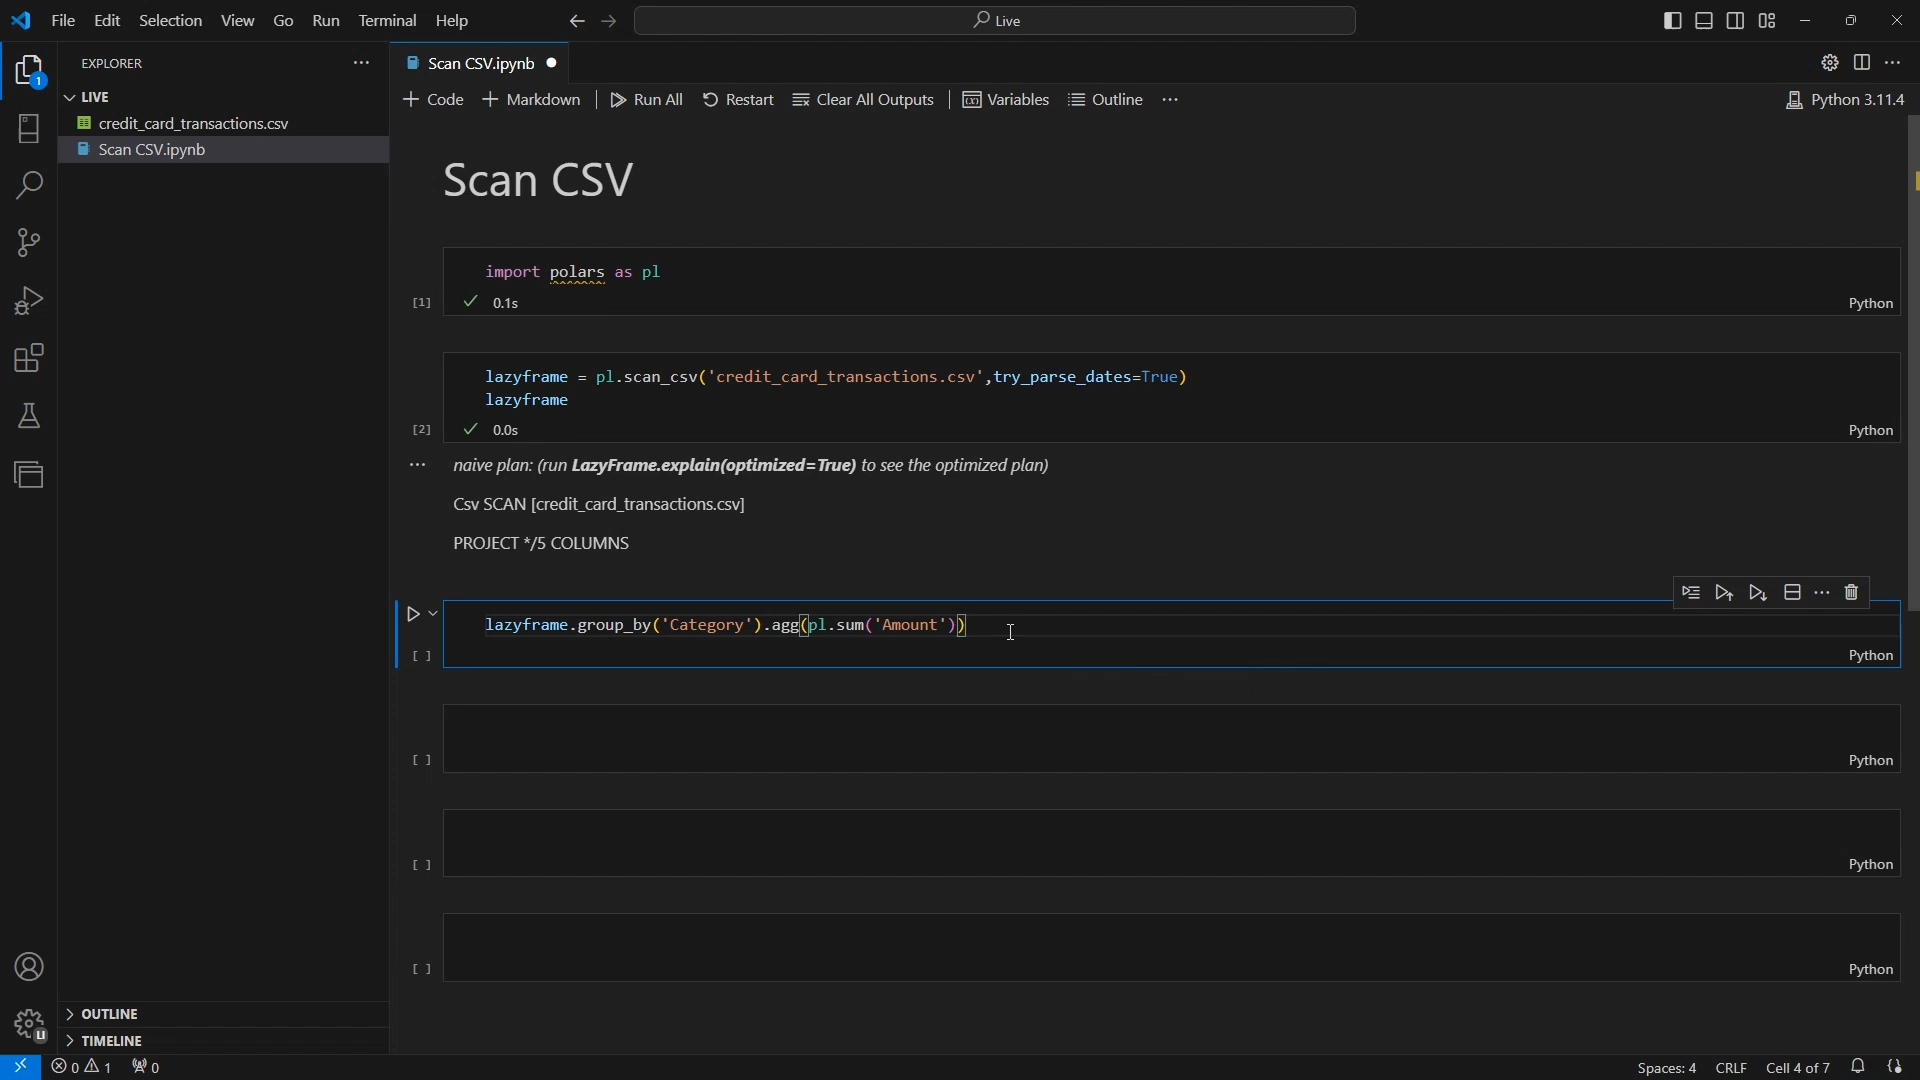 File Edit Selection View Go Run Terminal Help
Live
EXPLORER
Scan CSV.ipynb
1
LIVE
credit_card_transactions.csv
Scan CSV.ipynb
Code Markdown Run All Restart Clear All Outputs Variables Outline
Python 3.11.4
Scan CSV
import polars as pl
[1] 0.1s
Python
lazyframe = pl.scan_csv('credit_card_transactions.csv',try_parse_dates=True)
lazyframe
[2] 0.0s
Python
naive plan: (run LazyFrame.explain(optimized=True) to see the optimized plan)
Csv SCAN [credit_card_transactions.csv]
PROJECT */5 COLUMNS
lazyframe.group_by('Category').agg(pl.sum('Amount'))
[ ]
Python
[ ]
Python
[ ]
Python
[ ]
Python
OUTLINE
TIMELINE
0 1 0
Spaces: 4 CRLF Cell 4 of 7